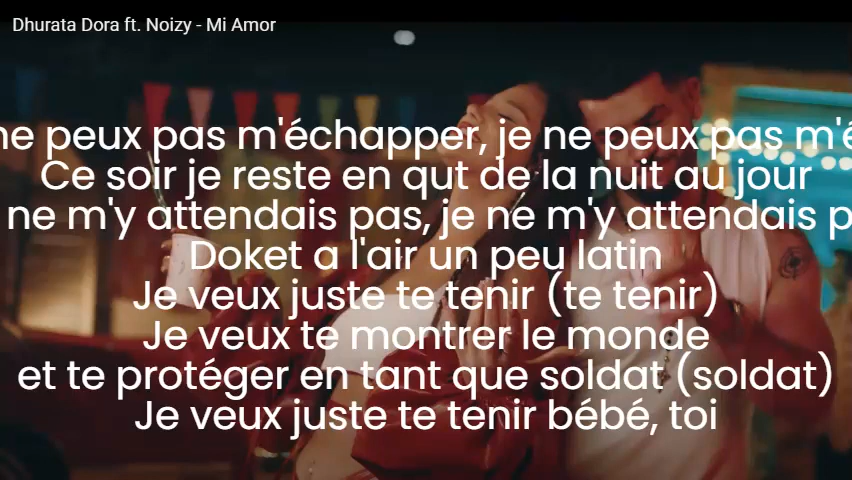 Dhurata Dora ft. Noizy - Mi Amor
ne peux pas m'échapper, je ne peux pas m'é
Ce soir je reste en qut de la nuit au jour
ne m'y attendais pas, je ne m'y attendais p
Doket a l'air un peu latin
Je veux juste te tenir (te tenir)
Je veux te montrer le monde
et te protéger en tant que soldat (soldat)
Je veux juste te tenir bébé, toi